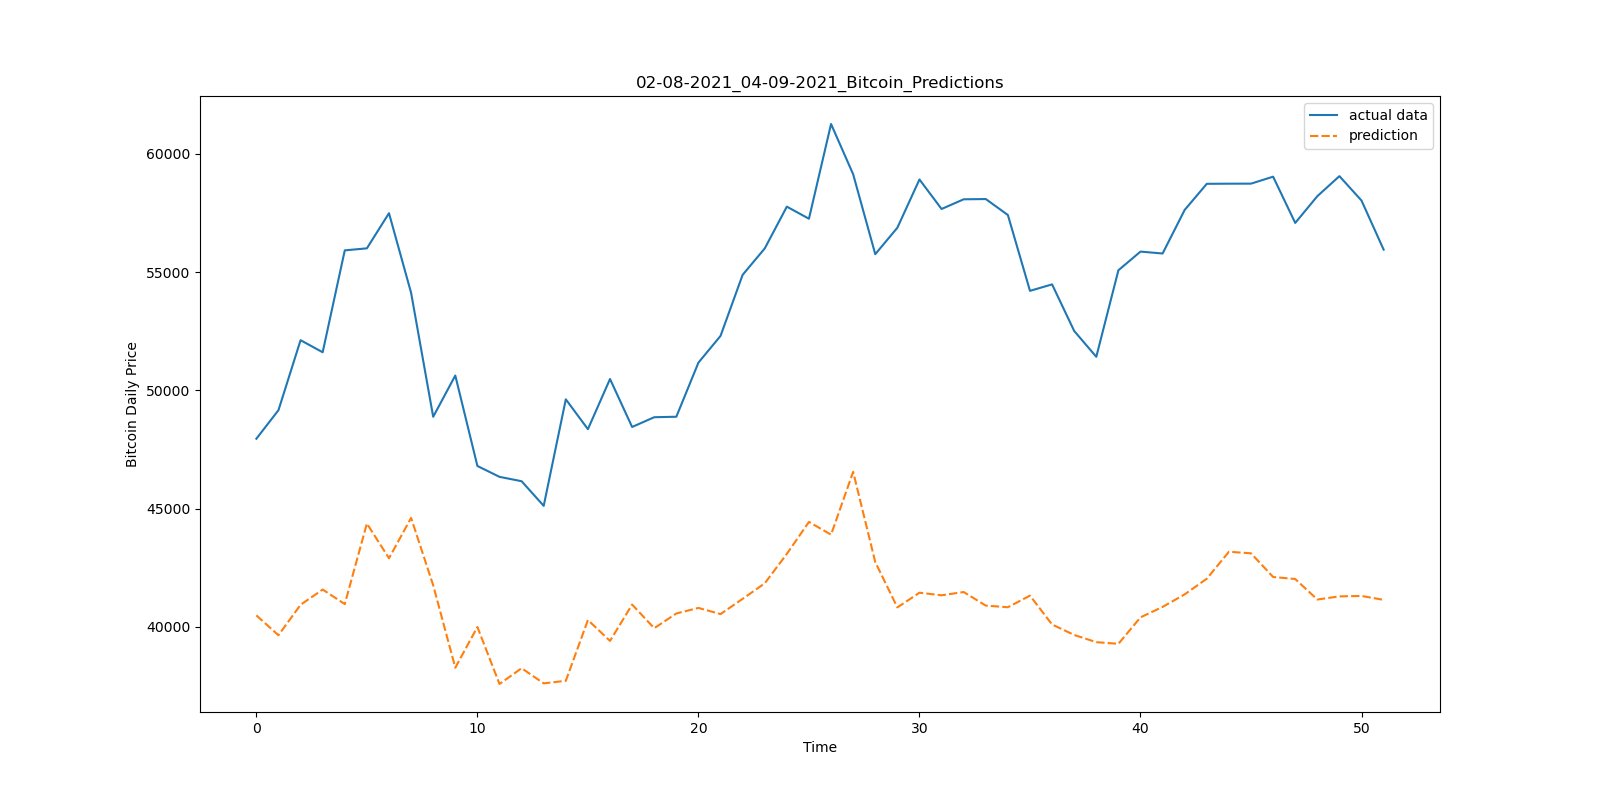 02-08-2021_04-09-2021_Bitcoin_Predictions
actual data
prediction
60000
55000
50000
45000
40000
Bitcoin Daily Price
0 10 20 30 40 50
Time